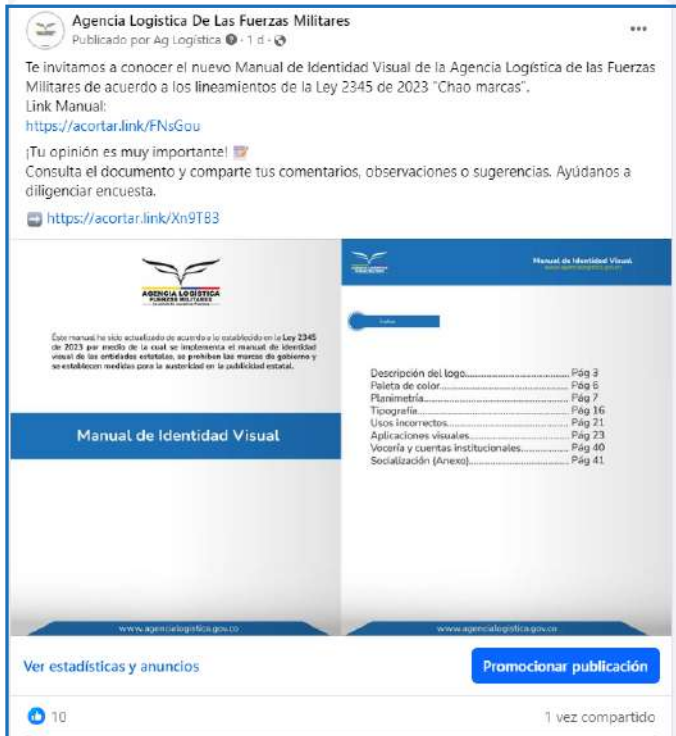 Agencia Logistica De Las Fuerzas Militares
Publicado por Ag Logística · 1 d ·
Te invitamos a conocer el nuevo Manual de Identidad Visual de la Agencia Logística de las Fuerzas
Militares de acuerdo a los lineamientos de la Ley 2345 de 2023 "Chao marcas".
Link Manual:
https://acortar.link/FNsGou
¡Tu opinión es muy importante! 📝
Consulta el documento y comparte tus comentarios, observaciones o sugerencias. Ayúdanos a
diligenciar encuesta.
➡️ https://acortar.link/Xn9TB3
AGENCIA LOGÍSTICA
FUERZAS MILITARES
Éste manual ha sido actualizado de acuerdo a lo establecido en la Ley 2345
de 2023 por medio de la cual se implementa el manual de identidad
visual de las entidades estatales, se prohíben las marcas de gobierno y
se establecen medidas para la austeridad en la publicidad estatal.
Manual de Identidad Visual
www.agencialogistica.gov.co
Manual de Identidad Visual
www.agencialogistica.gov.co
Descripción del logo.................... Pág 3
Paleta de color.................... Pág 6
Planimetría.................... Pág 7
Tipografía.................... Pág 16
Usos incorrectos.................... Pág 21
Aplicaciones visuales.................... Pág 23
Vocería y cuentas institucionales.................... Pág 40
Socialización (Anexo).................... Pág 41
www.agencialogistica.gov.co
Ver estadísticas y anuncios
Promocionar publicación
10
1 vez compartido